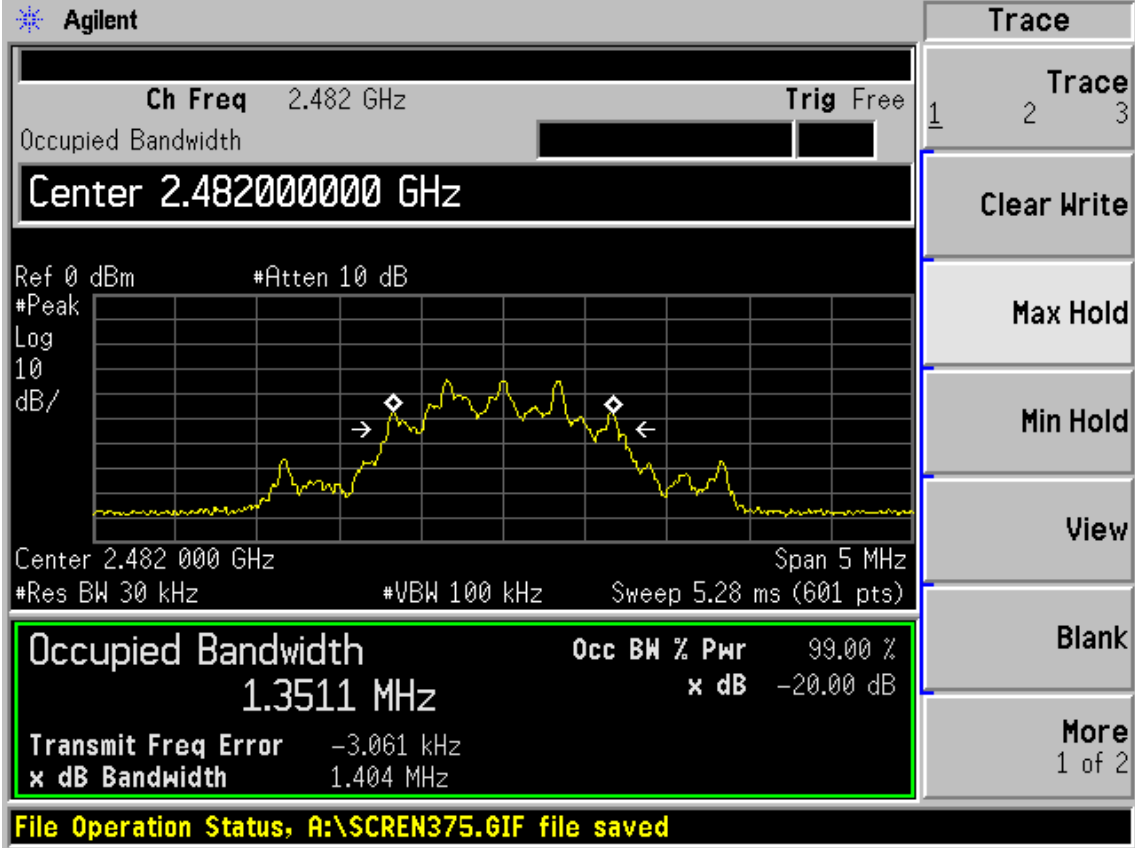 Agilent
Trace
Ch Freq 2.482 GHz Trig Free
Occupied Bandwidth
Center 2.482000000 GHz
Ref 0 dBm #Atten 10 dB
#Peak
Log
10
dB/
Center 2.482 000 GHz Span 5 MHz
#Res BW 30 kHz #VBW 100 kHz Sweep 5.28 ms (601 pts)
Occupied Bandwidth Occ BW % Pwr 99.00 %
1.3511 MHz x dB -20.00 dB
Transmit Freq Error -3.061 kHz
x dB Bandwidth 1.404 MHz
File Operation Status, A:\SCREN375.GIF file saved
Trace
1 2 3
Clear Write
Max Hold
Min Hold
View
Blank
More
1 of 2